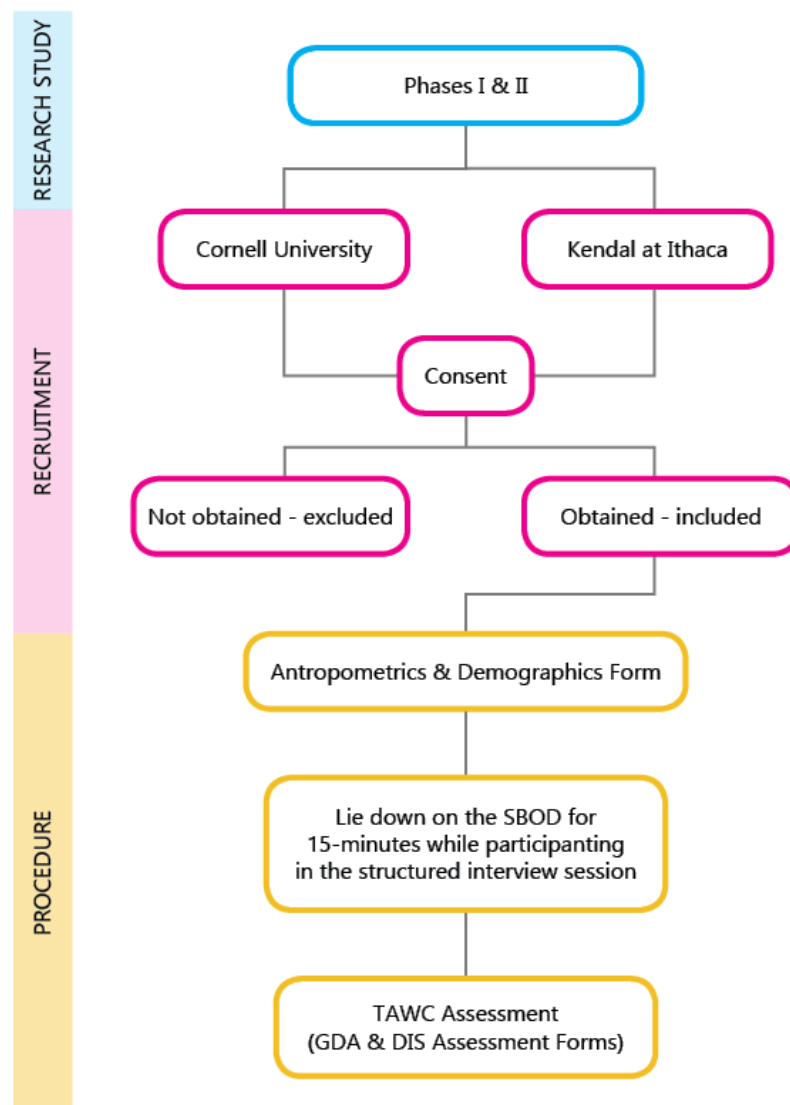 RESEARCH STUDY
Phases I & II
RECRUITMENT
Cornell University
Kendal at Ithaca
Consent
Not obtained - excluded
Obtained - included
PROCEDURE
Antropometrics & Demographics Form
Lie down on the SBOD for
15-minutes while participanting
in the structured interview session
TAWC Assessment
(GDA & DIS Assessment Forms)